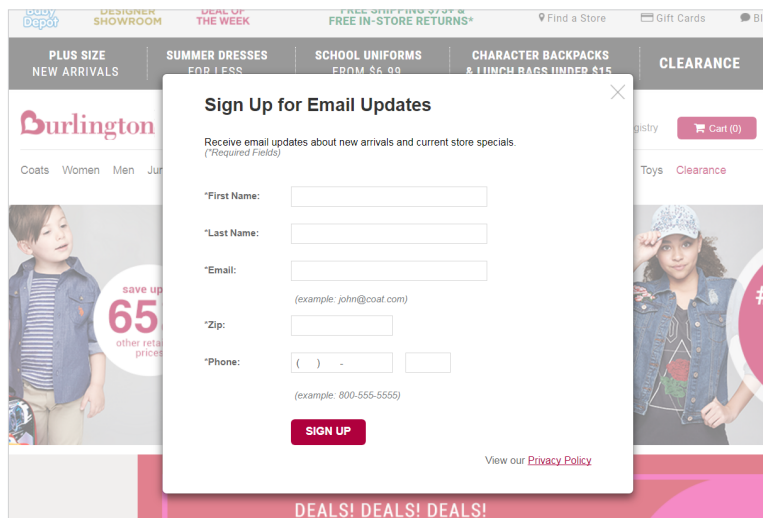 Baby
Depot
DESIGNER
SHOWROOM
DEAL OF
THE WEEK
FREE SHIPPING $75+ &
FREE IN-STORE RETURNS*
Find a Store
Gift Cards
PLUS SIZE
NEW ARRIVALS
SUMMER DRESSES
FOR LESS
SCHOOL UNIFORMS
FROM $6.99
CHARACTER BACKPACKS
& LUNCH BAGS UNDER $15
CLEARANCE
Burlington
Cart (0)
Coats Women Men
Toys Clearance
Sign Up for Email Updates
Receive email updates about new arrivals and current store specials.
(*Required Fields)
*First Name:
*Last Name:
*Email:
(example: john@coat.com)
*Zip:
*Phone:
( ) -
(example: 800-555-5555)
SIGN UP
View our Privacy Policy
save up
65
other
prices
DEALS! DEALS! DEALS!